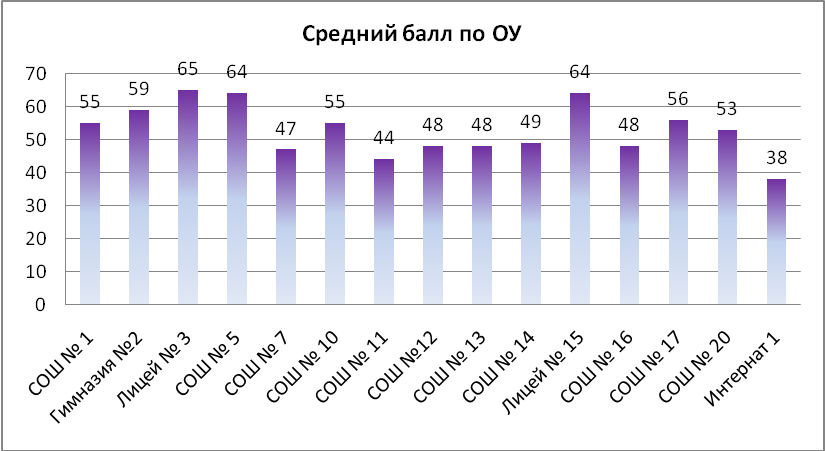 Средний балл по ОУ
70
60
50
40
30
20
10
0
55
59
65
64
47
55
44
48
48
49
64
48
56
53
38
СОШ № 1
Гимназия №2
Лицей № 3
СОШ № 5
СОШ № 7
СОШ № 10
СОШ № 11
СОШ №12
СОШ № 13
СОШ № 14
Лицей № 15
СОШ № 16
СОШ № 17
СОШ № 20
Интернат 1